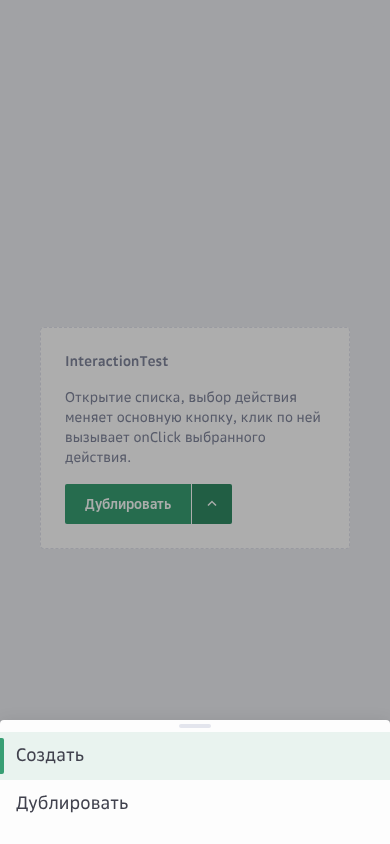 InteractionTest
Открытие списка, выбор действия
меняет основную кнопку, клик по ней
вызывает onClick выбранного
действия.
Дублировать
Создать
Дублировать